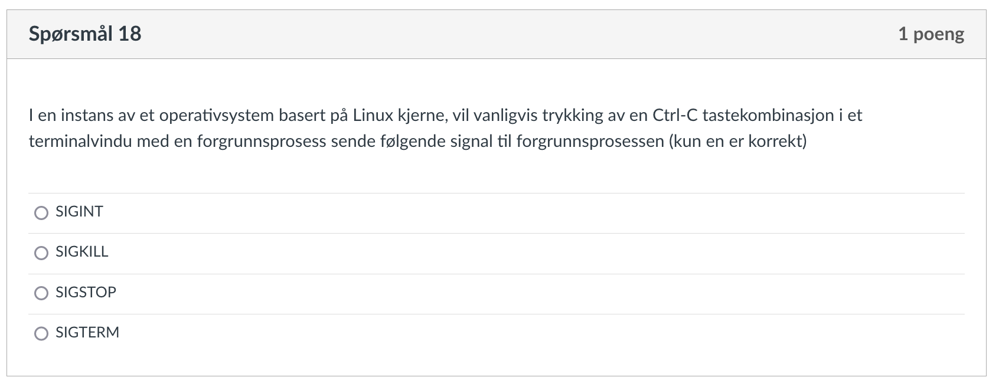 Spørsmål 18
1 poeng
I en instans av et operativsystem basert på Linux kjerne, vil vanligvis trykking av en Ctrl-C tastekombinasjon i et
terminalvindu med en forgrunnsprosess sende følgende signal til forgrunnsprosessen (kun en er korrekt)
SIGINT
SIGKILL
SIGSTOP
SIGTERM